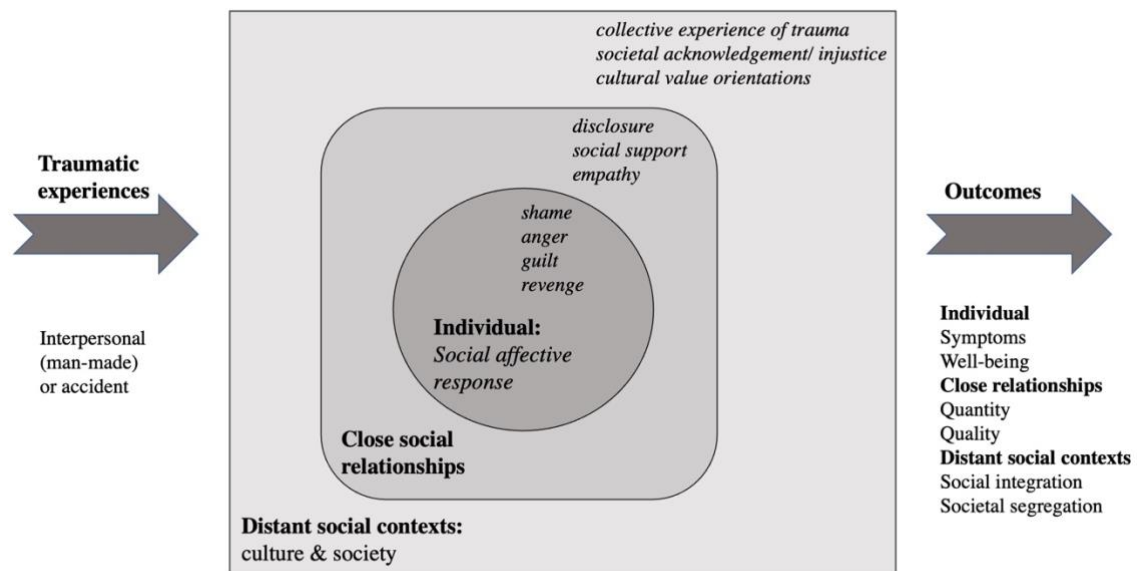 Traumatic
experiences
Interpersonal
(man-made)
or accident
collective experience of trauma
societal acknowledgement/ injustice
cultural value orientations
disclosure
social support
empathy
shame
anger
guilt
revenge
Individual:
Social affective
response
Close social
relationships
Distant social contexts:
culture & society
Outcomes
Individual
Symptoms
Well-being
Close relationships
Quantity
Quality
Distant social contexts
Social integration
Societal segregation